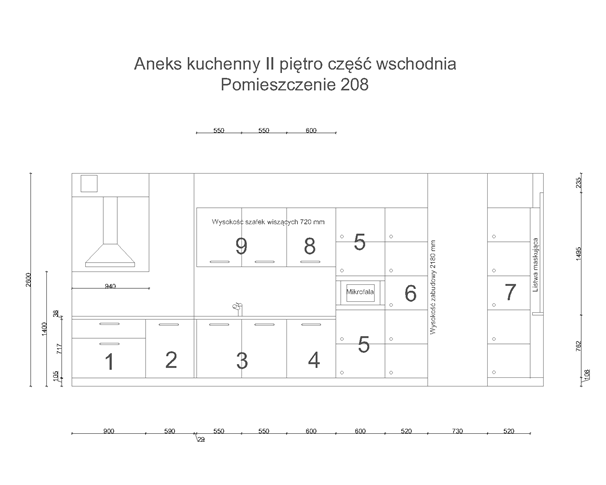 Aneks kuchenny II piętro część wschodnia
Pomieszczenie 208
550 550 600
235
Wysokość szafek wiszących 720 mm
9 8 5
2600
1495
Wysokość zabudowy 2180 mm
Listwa maskująca
940
Mikrofala
6 7
38
1400
717
1 2 3 4 5
762
105
108
900 590 29 550 550 600 600 520 730 520